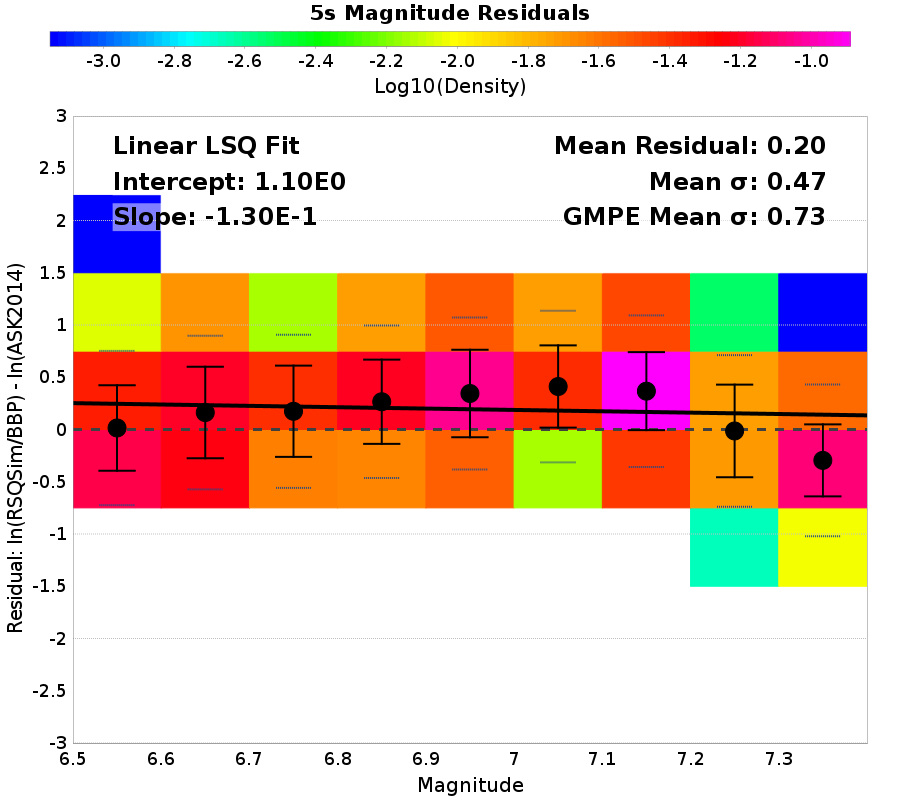 5s Magnitude Residuals
-3.0 -2.8 -2.6 -2.4 -2.2 -2.0 -1.8 -1.6 -1.4 -1.2 -1.0
Log10(Density)
Linear LSQ Fit
Intercept: 1.10E0
Slope: -1.30E-1
Mean Residual: 0.20
Mean σ: 0.47
GMPE Mean σ: 0.73
Residual: ln(RSQSim/BBP) - ln(ASK2014)
3
2.5
2
1.5
1
0.5
0
-0.5
-1
-1.5
-2
-2.5
-3
6.5 6.6 6.7 6.8 6.9 7 7.1 7.2 7.3
Magnitude